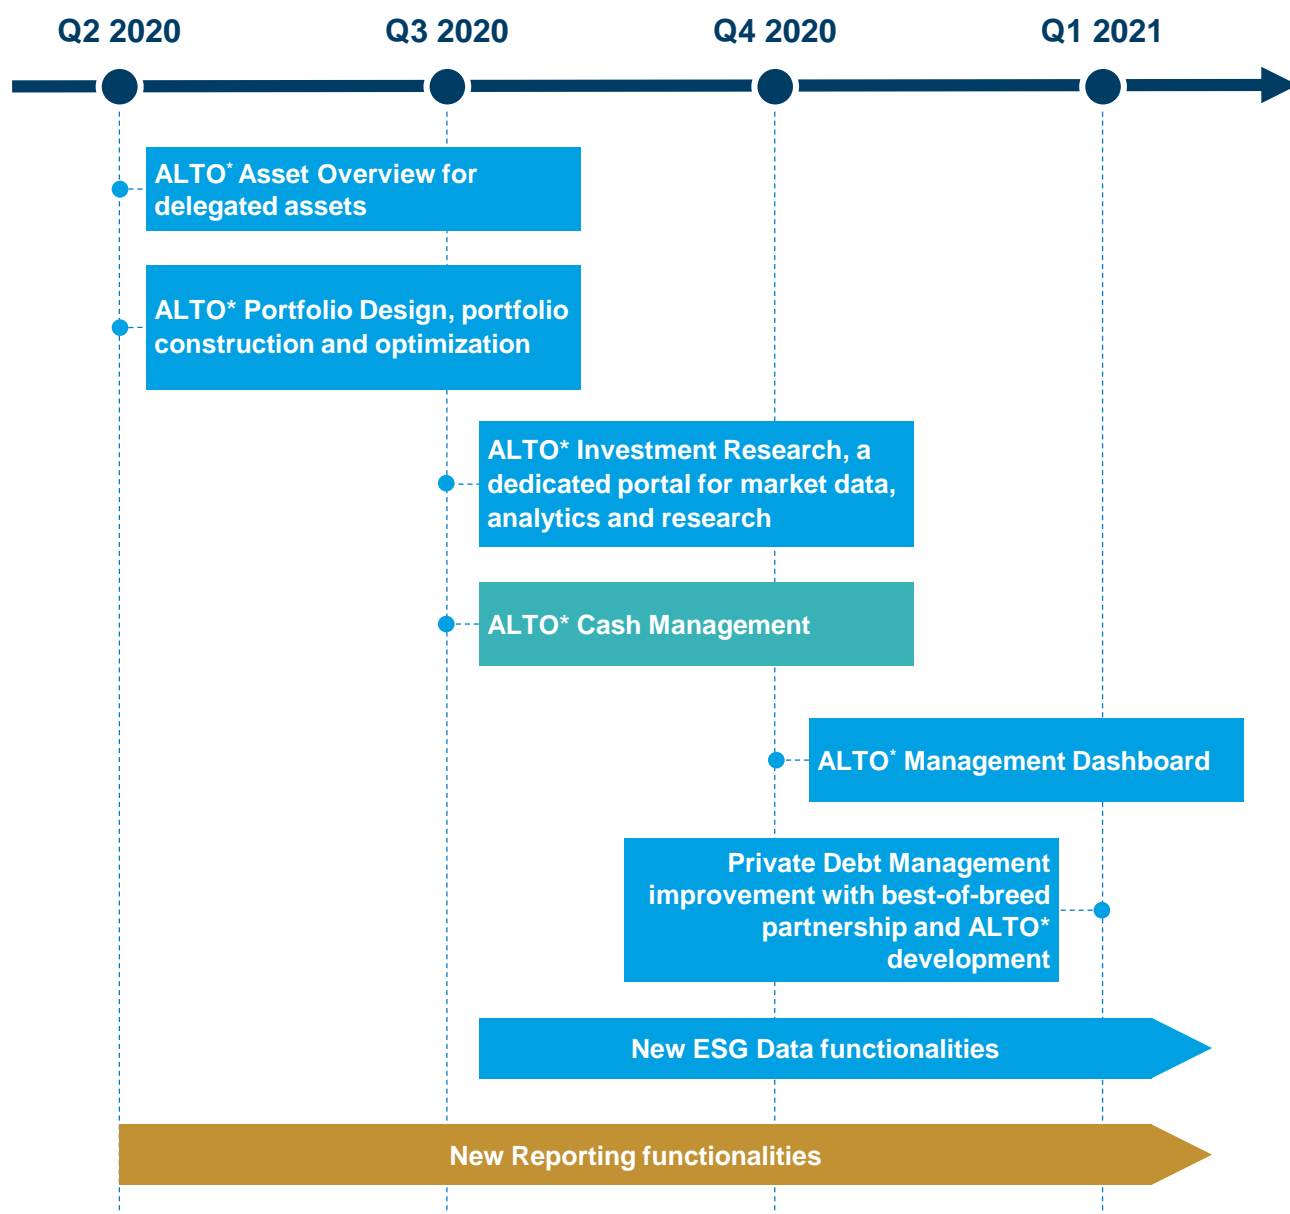 Q2 2020
Q3 2020
Q4 2020
Q1 2021
ALTO* Asset Overview for
delegated assets
ALTO* Portfolio Design, portfolio
construction and optimization
ALTO* Investment Research, a
dedicated portal for market data,
analytics and research
ALTO* Cash Management
ALTO* Management Dashboard
Private Debt Management
improvement with best-of-breed
partnership and ALTO*
development
New ESG Data functionalities
New Reporting functionalities